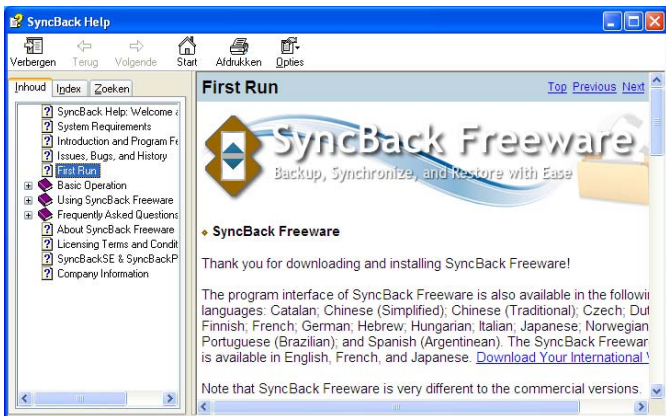 SyncBack Help
Verbergen Terug Volgende Start Afdrukken Opties
Inhoud Index Zoeken
SyncBack Help: Welcome a
System Requirements
Introduction and Program Fe
Issues, Bugs, and History
First Run
Basic Operation
Using SyncBack Freeware
Frequently Asked Questions
About SyncBack Freeware
Licensing Terms and Condit
SyncBackSE & SyncBackP
Company Information
First Run
Top Previous Next
SyncBack Freeware
Backup, Synchronize, and Restore with Ease
SyncBack Freeware
Thank you for downloading and installing SyncBack Freeware!
The program interface of SyncBack Freeware is also available in the followi
languages: Catalan; Chinese (Simplified); Chinese (Traditional); Czech; Dut
Finnish; French; German; Hebrew; Hungarian; Italian; Japanese; Norwegian
Portuguese (Brazilian); and Spanish (Argentinean). The SyncBack Freewar
is available in English, French, and Japanese. Download Your International V
Note that SyncBack Freeware is very different to the commercial versions.